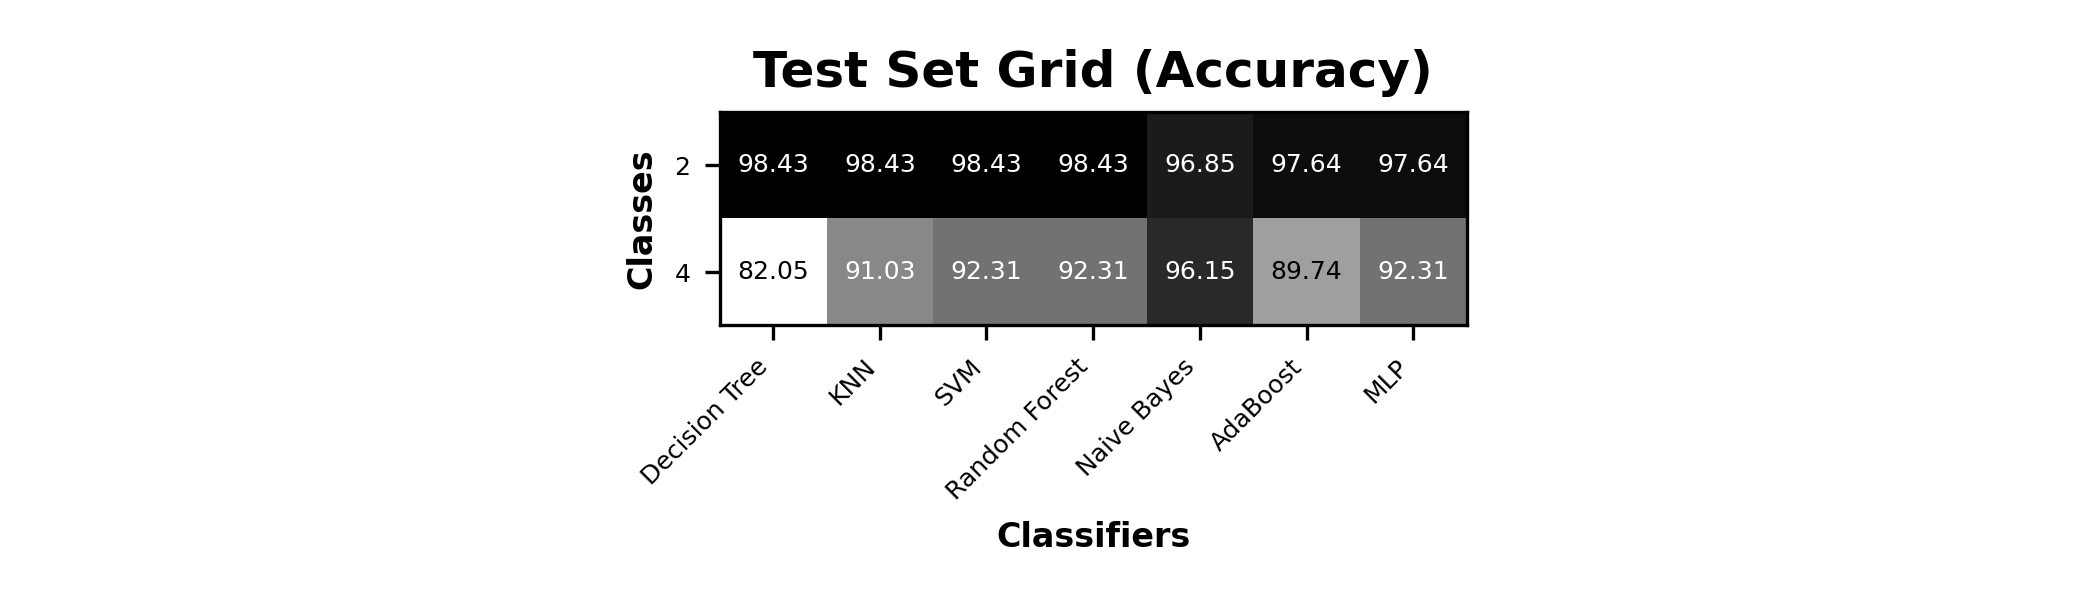 Test Set Grid (Accuracy)
Classes
2 98.43 98.43 98.43 98.43 96.85 97.64 97.64
4 82.05 91.03 92.31 92.31 96.15 89.74 92.31
Decision Tree
KNN
SVM
Random Forest
Naive Bayes
AdaBoost
MLP
Classifiers